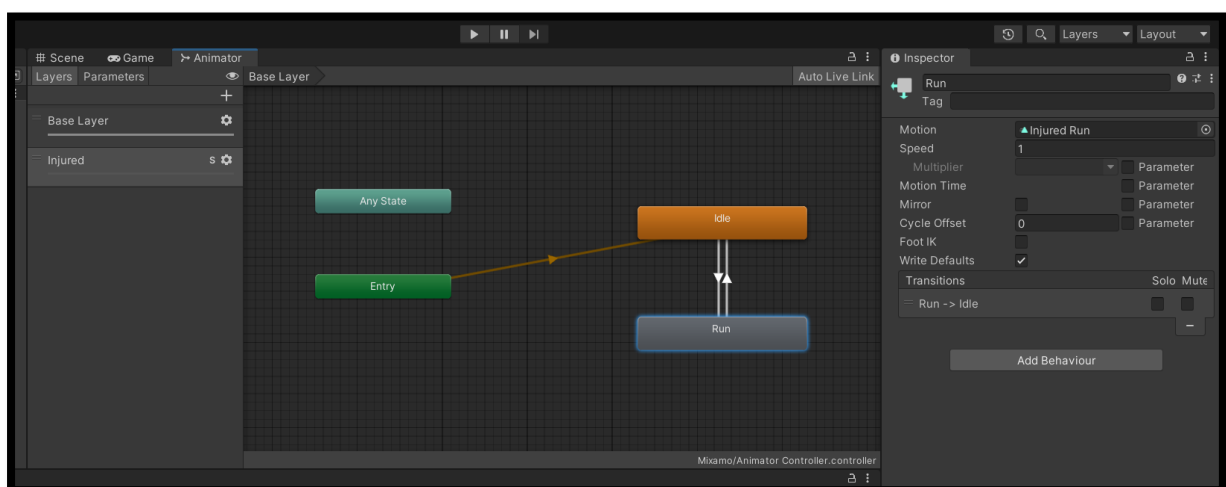 Layers Layout
Scene Game Animator
Inspector
Layers Parameters
Base Layer
Auto Live Link
Run
Tag
Base Layer
Injured S
Any State
Entry
Idle
Run
Motion Injured Run
Speed 1
Multiplier Parameter
Motion Time Parameter
Mirror Parameter
Cycle Offset 0 Parameter
Foot IK
Write Defaults
Transitions Solo Mute
Run -> Idle
Add Behaviour
Mixamo/Animator Controller.controller